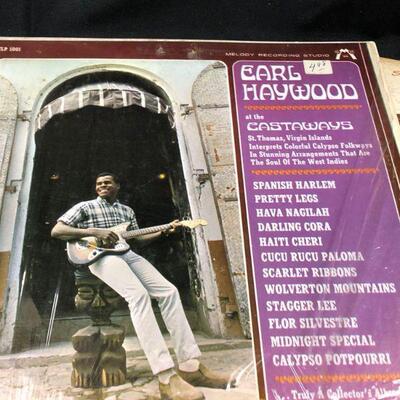 LP 5001
MELODY RECORDING STUDIO
EARL
HAYWOOD
at the
CASTAWAYS
St. Thomas, Virgin Islands
Interprets Colorful Calypso Folkways
In Stunning Arrangements That Are
The Soul Of The West Indies
SPANISH HARLEM
PRETTY LEGS
HAVA NAGILAH
DARLING CORA
HAITI CHERI
CUCU RUCU PALOMA
SCARLET RIBBONS
WOLVERTON MOUNTAINS
STAGGER LEE
FLOR SILVESTRE
MIDNIGHT SPECIAL
CALYPSO POTPOURRI
. . Truly A Collector's Album